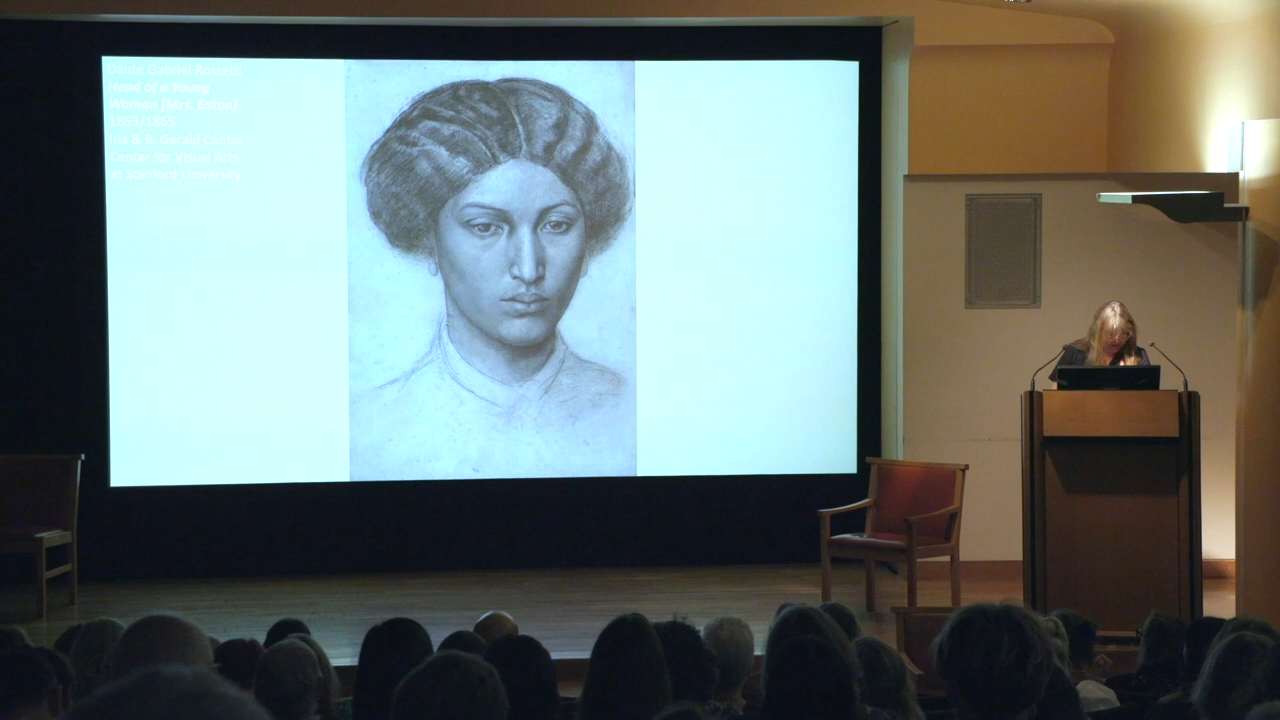 Dante Gabriel Rossetti
Head of a Young
Woman (Mrs. Eaton)
1863/1865
Iris & B. Gerald Cantor
Center for Visual Arts
at Stanford University